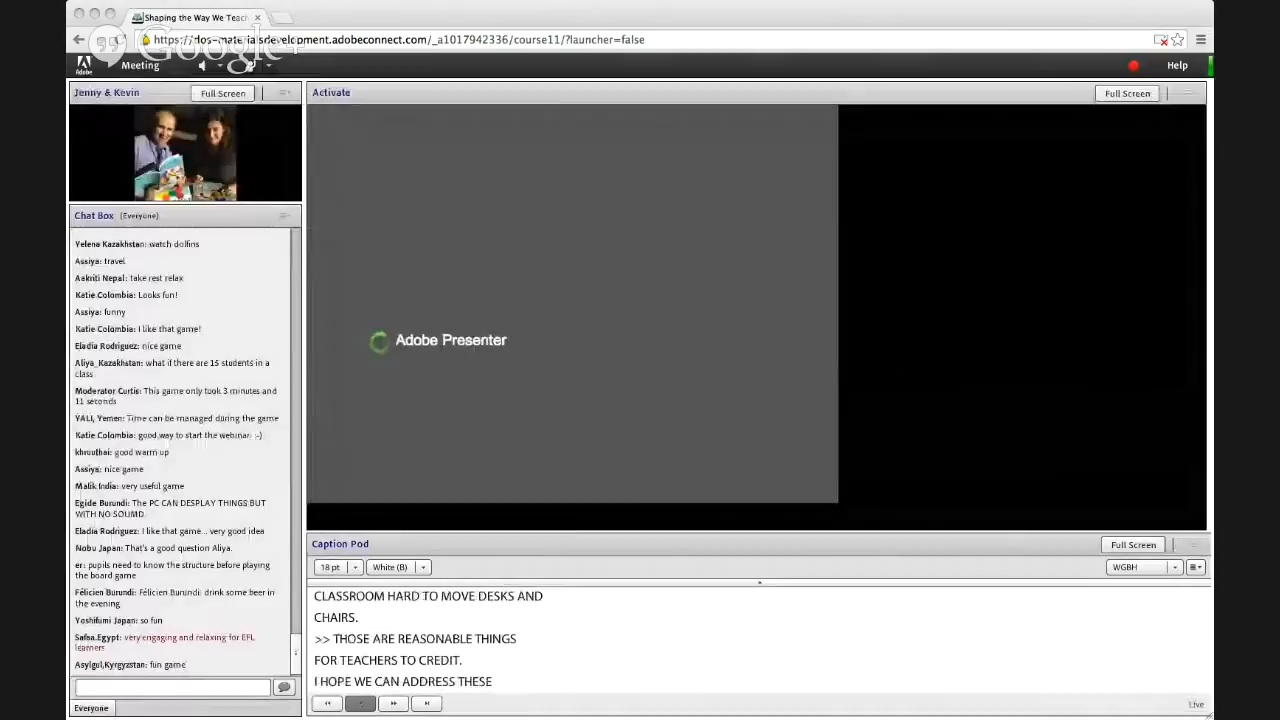 Shaping the Way We Teach
https://dos-materialsdevelopment.adobeconnect.com/_a1017942336/course11/?launcher=false
Google+
Adobe
Meeting
Help
Jenny & Kevin
Full Screen
Activate
Full Screen
Chat Box (Everyone)
Yelena Kazakhstan: watch dolfins
Assiya: travel
Aakriti Nepal: take rest relax
Katie Colombia: Looks fun!
Assiya: funny
Katie Colombia: I like that game!
Eladia Rodriguez: nice game
Aliya_Kazakhstan: what if there are 15 students in a
class
Moderator Curtis: This game only took 3 minutes and
11 seconds
YALI, Yemen: Time can be managed during the game
Katie Colombia: good way to start the webinar :-)
khruuthai: good warm up
Assiya: nice game
Malik India: very useful game
Egide Burundi: The PC CAN DESPLAY THINGS BUT
WITH NO SOUMD
Eladia Rodriguez: I like that game... very good idea
Nobu Japan: That's a good question Aliya.
er: pupils need to know the structure before playing
the board game
Félicien Burundi: Félicien Burundi: drink some beer in
the evening
Yoshifumi Japan: so fun
Safaa.Egypt: very engaging and relaxing for EFL
learners
Asylgul,Kyrgyzstan: fun game
Everyone
Adobe Presenter
Caption Pod
Full Screen
18 pt
White (B)
WGBH
CLASSROOM HARD TO MOVE DESKS AND
CHAIRS.
>> THOSE ARE REASONABLE THINGS
FOR TEACHERS TO CREDIT.
I HOPE WE CAN ADDRESS THESE
Live